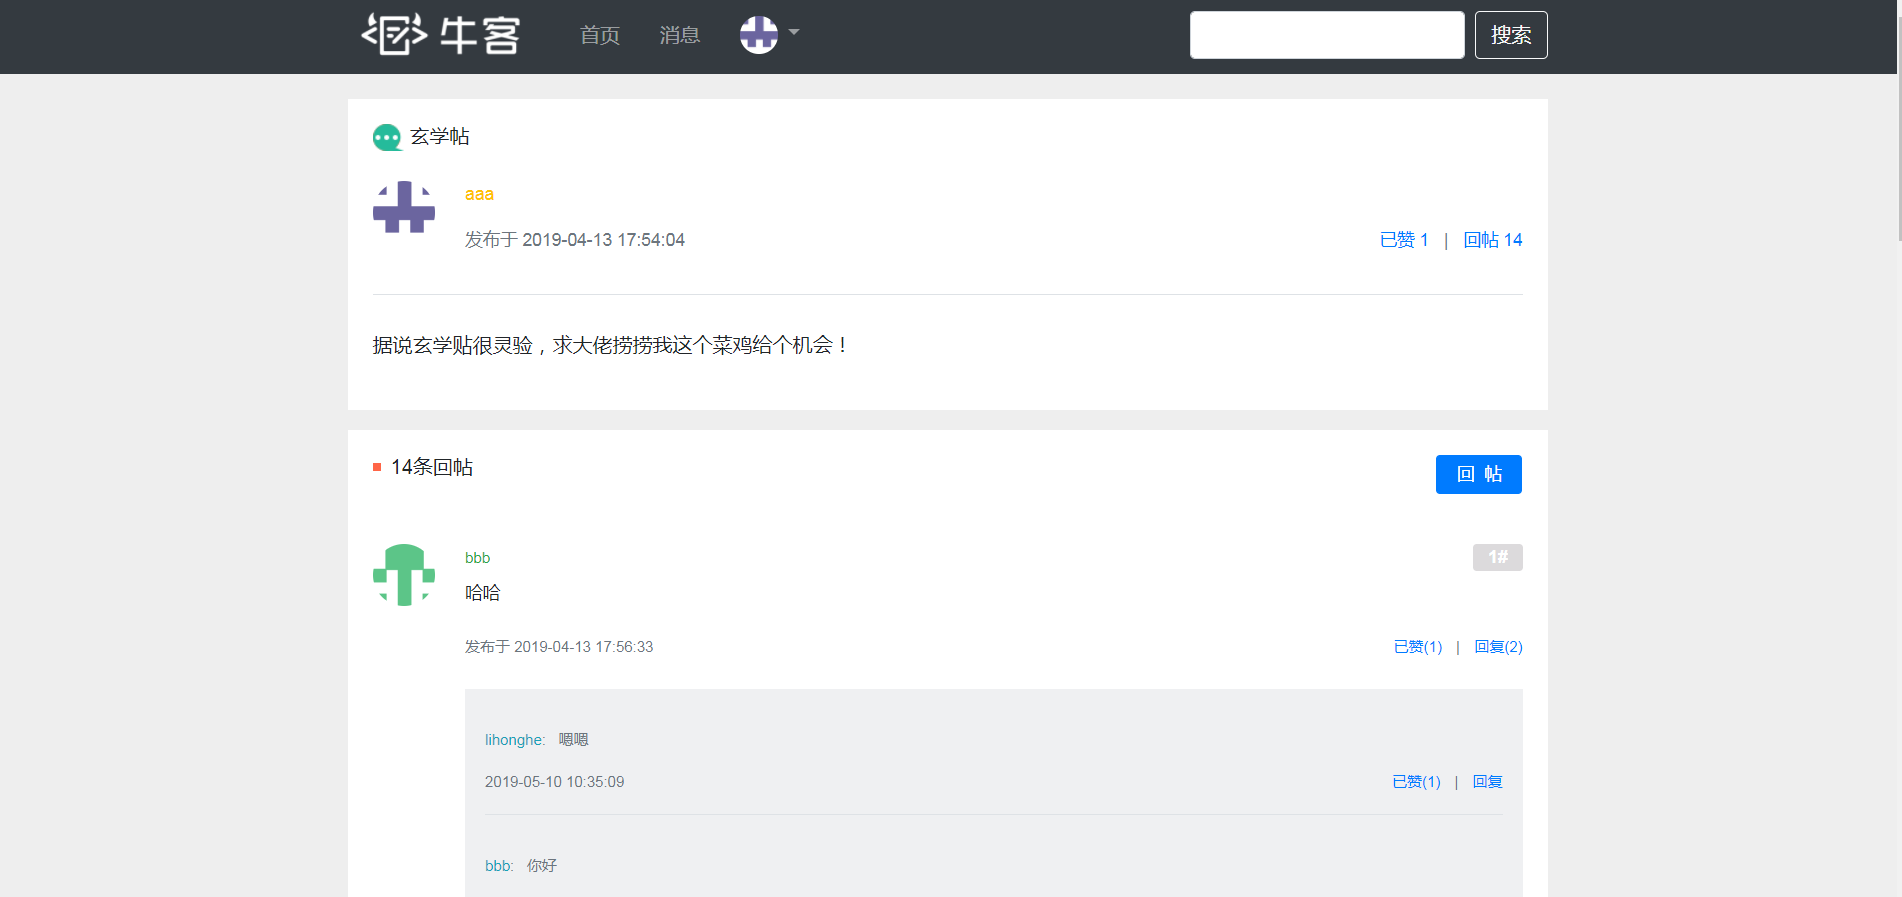 牛客 首页 消息 搜索
玄学帖
aaa
发布于 2019-04-13 17:54:04 已赞 1 | 回帖 14
据说玄学贴很灵验，求大佬捞捞我这个菜鸡给个机会！
14条回帖 回 帖
bbb 1#
哈哈
发布于 2019-04-13 17:56:33 已赞(1) | 回复(2)
lihonghe: 嗯嗯
2019-05-10 10:35:09 已赞(1) | 回复
bbb: 你好